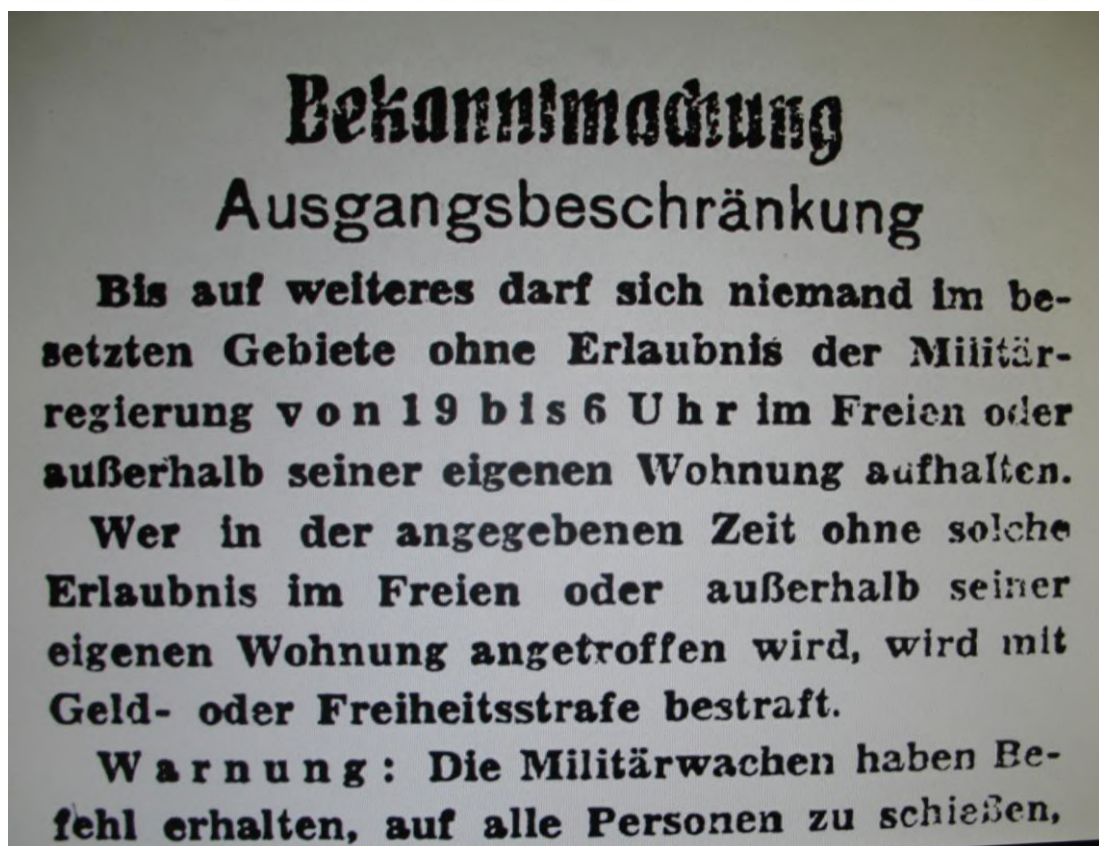 Bekanntmachung
Ausgangsbeschränkung
Bis auf weiteres darf sich niemand im be-
setzten Gebiete ohne Erlaubnis der Militär-
regierung von 19 bis 6 Uhr im Freien oder
außerhalb seiner eigenen Wohnung aufhalten.
Wer in der angegebenen Zeit ohne solche
Erlaubnis im Freien oder außerhalb seiner
eigenen Wohnung angetroffen wird, wird mit
Geld- oder Freiheitsstrafe bestraft.
Warnung: Die Militärwachen haben Be-
fehl erhalten, auf alle Personen zu schießen,